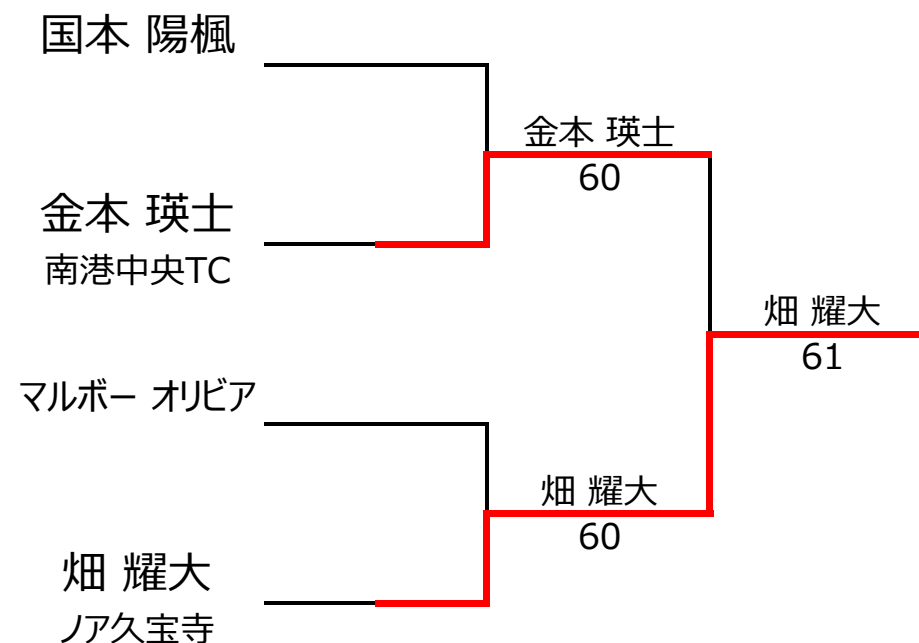 国本 陽楓
金本 瑛士
60
金本 瑛士
南港中央TC
畑 耀大
61
マルボー オリビア
畑 耀大
60
畑 耀大
ノア久宝寺